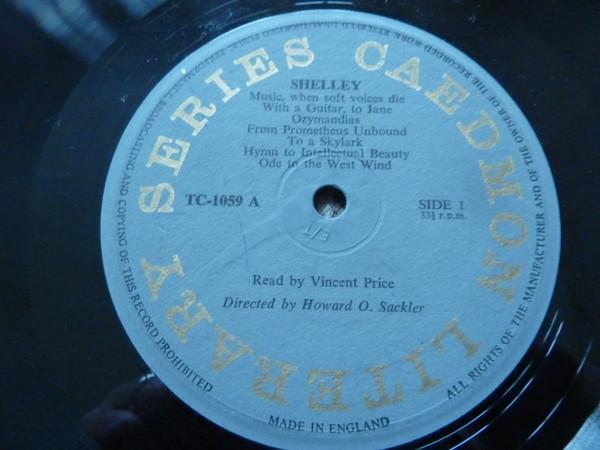 CAEDMON LITERARY SERIES
SHELLEY
Music, when soft voices die
With a Guitar, to Jane
Ozymandias
From Prometheus Unbound
To a Skylark
Hymn to Intellectual Beauty
Ode to the West Wind
TC-1059 A
SIDE 1
33⅓ r.p.m.
Read by Vincent Price
Directed by Howard O. Sackler
MADE IN ENGLAND
ALL RIGHTS OF THE MANUFACTURER AND OF THE OWNER OF THE RECORDED WORK RESERVED
PUBLIC PERFORMANCE BROADCASTING AND COPYING OF THIS RECORD PROHIBITED